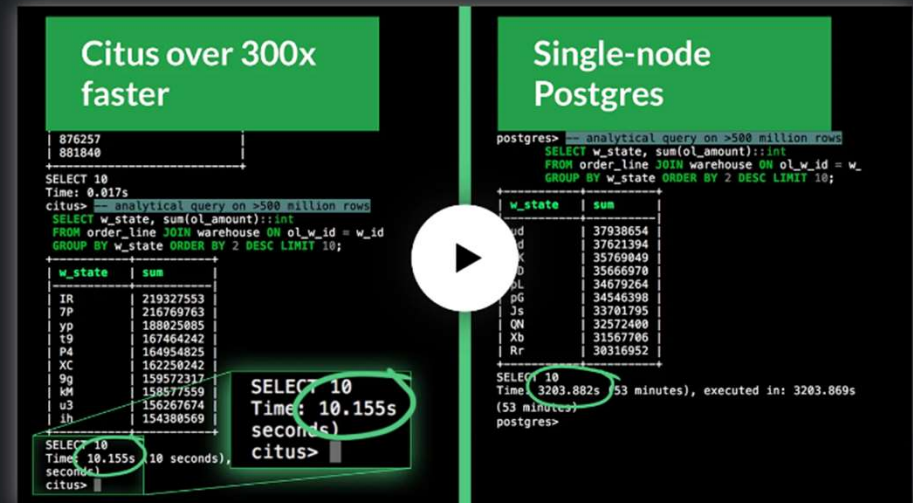 Citus over 300x
faster
876257
881840
SELECT 10
Time: 0.017s
citus> -- analytical query on >500 million rows
SELECT w_state, sum(ol_amount)::int
FROM order_line JOIN warehouse ON ol_w_id = w_id
GROUP BY w_state ORDER BY 2 DESC LIMIT 10;
w_state | sum
IR | 219327553
7P | 216769763
yp | 188025085
t9 | 167464242
P4 | 164954825
XC | 162250242
9g | 159572317
kM | 158577559
u3 | 156267674
ih | 154380569
SELECT 10
Time: 10.155s (10 seconds),
seconds)
citus>
SELECT 10
Time: 10.155s
seconds)
citus>
Single-node
Postgres
postgres> -- analytical query on >500 million rows
SELECT w_state, sum(ol_amount)::int
FROM order_line JOIN warehouse ON ol_w_id = w_
GROUP BY w_state ORDER BY 2 DESC LIMIT 10;
w_state | sum
37938654
37621394
35769049
35666970
34679264
pG | 34546398
Js | 33701795
QN | 32572400
Xb | 31567706
Rr | 30316952
SELECT 10
Time: 3203.882s (53 minutes), executed in: 3203.869s
(53 minutes)
postgres>